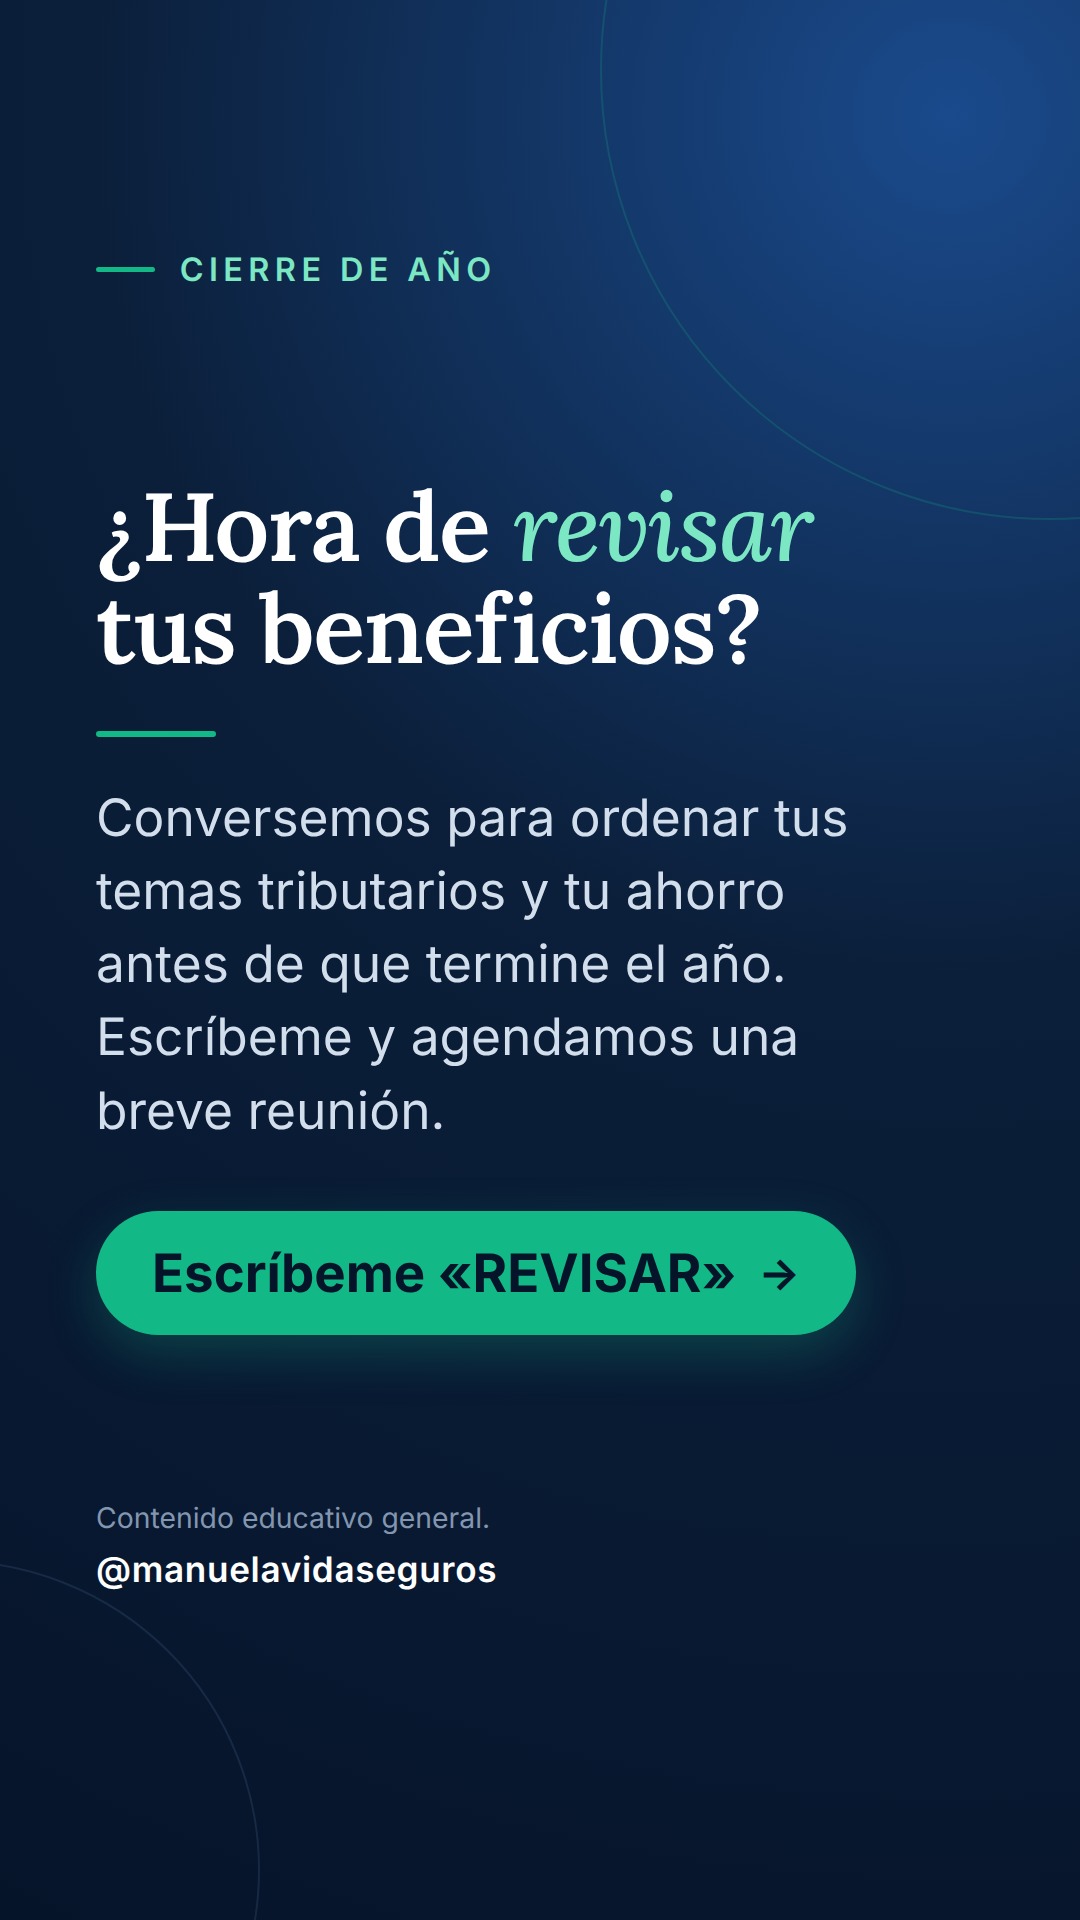 CIERRE DE AÑO
¿Hora de revisar
tus beneficios?
Conversemos para ordenar tus
temas tributarios y tu ahorro
antes de que termine el año.
Escríbeme y agendamos una
breve reunión.
Escríbeme «REVISAR» →
Contenido educativo general.
@manuelavidaseguros